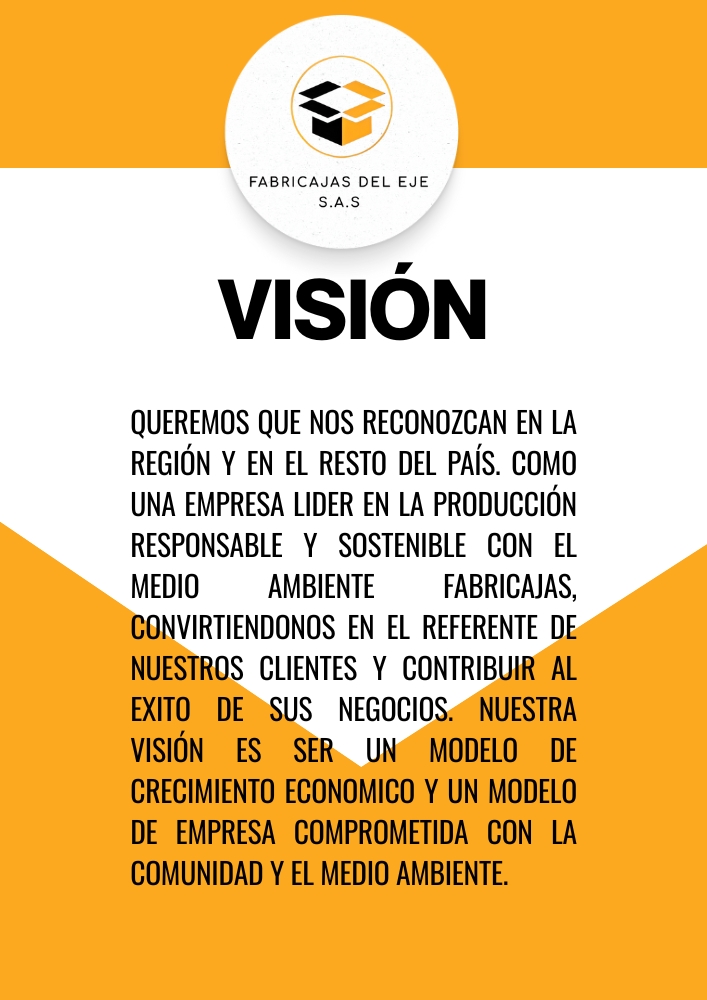 FABRICAJAS DEL EJE
S.A.S
VISIÓN
QUEREMOS QUE NOS RECONOZCAN EN LA
REGIÓN Y EN EL RESTO DEL PAÍS. COMO
UNA EMPRESA LIDER EN LA PRODUCCIÓN
RESPONSABLE Y SOSTENIBLE CON EL
MEDIO AMBIENTE FABRICAJAS,
CONVIRTIENDONOS EN EL REFERENTE DE
NUESTROS CLIENTES Y CONTRIBUIR AL
EXITO DE SUS NEGOCIOS. NUESTRA
VISIÓN ES SER UN MODELO DE
CRECIMIENTO ECONOMICO Y UN MODELO
DE EMPRESA COMPROMETIDA CON LA
COMUNIDAD Y EL MEDIO AMBIENTE.